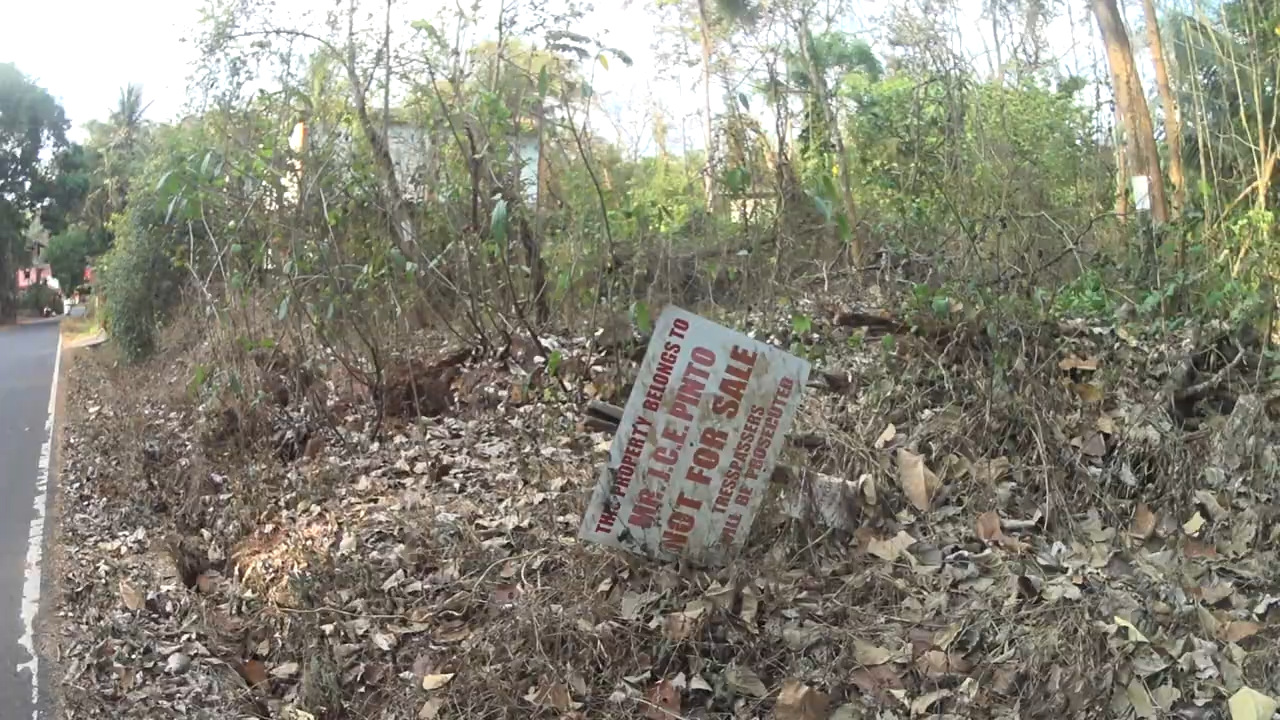 THIS PROPERTY BELONGS TO
MR. J.C.E. PINTO
NOT FOR SALE
TRESSPASSERS
WILL BE PROSECUTED